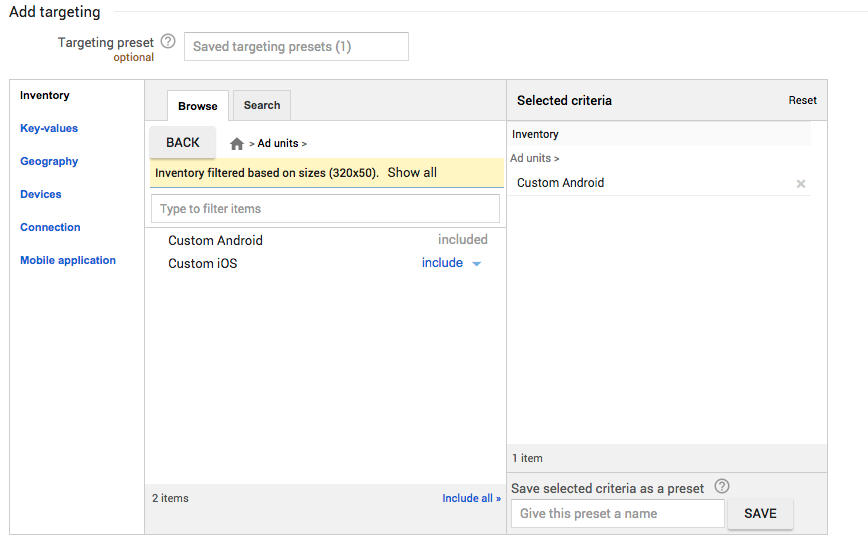 Add targeting
Targeting preset ?
optional
Saved targeting presets (1)
Inventory
Key-values
Geography
Devices
Connection
Mobile application
Browse
Search
BACK
> Ad units >
Inventory filtered based on sizes (320x50). Show all
Type to filter items
Custom Android included
Custom iOS include
2 items
Include all »
Selected criteria
Reset
Inventory
Ad units >
Custom Android
1 item
Save selected criteria as a preset ?
Give this preset a name
SAVE